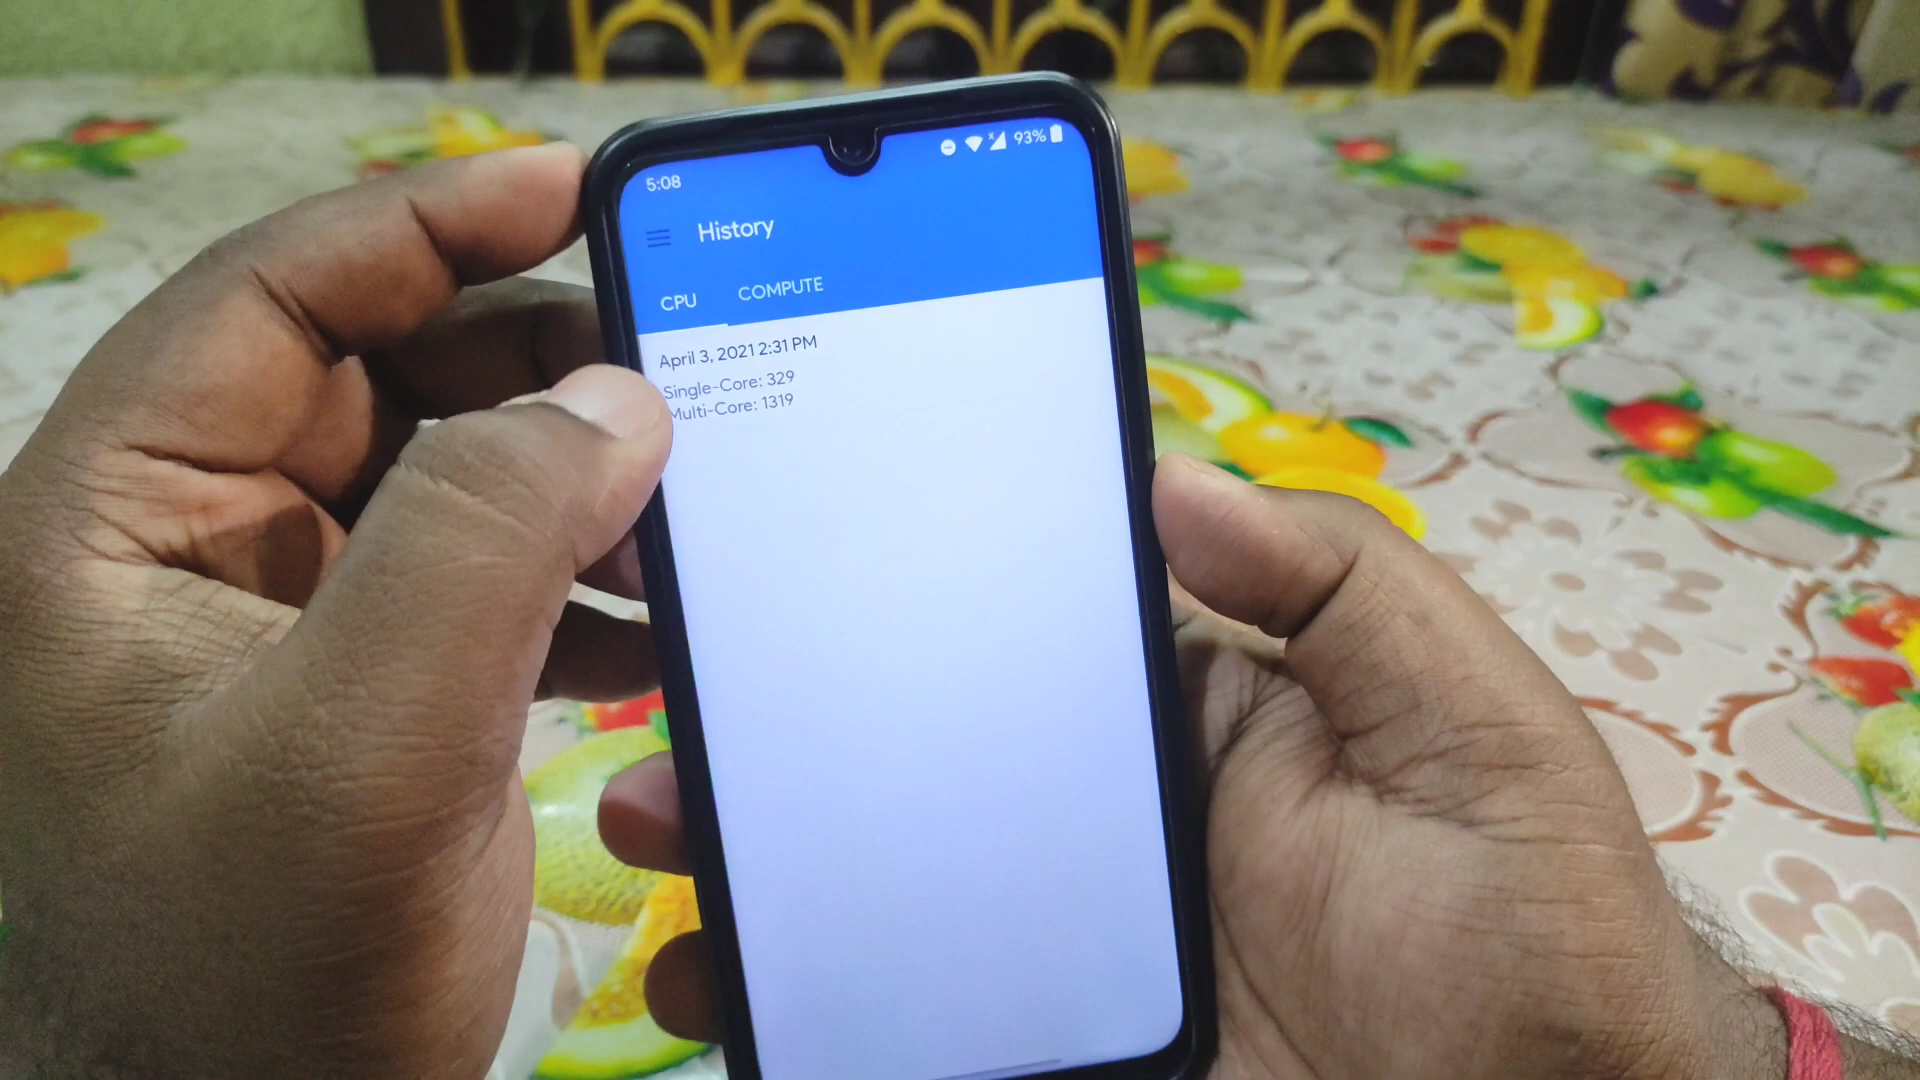 5:08
93%
History
CPU COMPUTE
April 3, 2021 2:31 PM
Single-Core: 329
Multi-Core: 1319